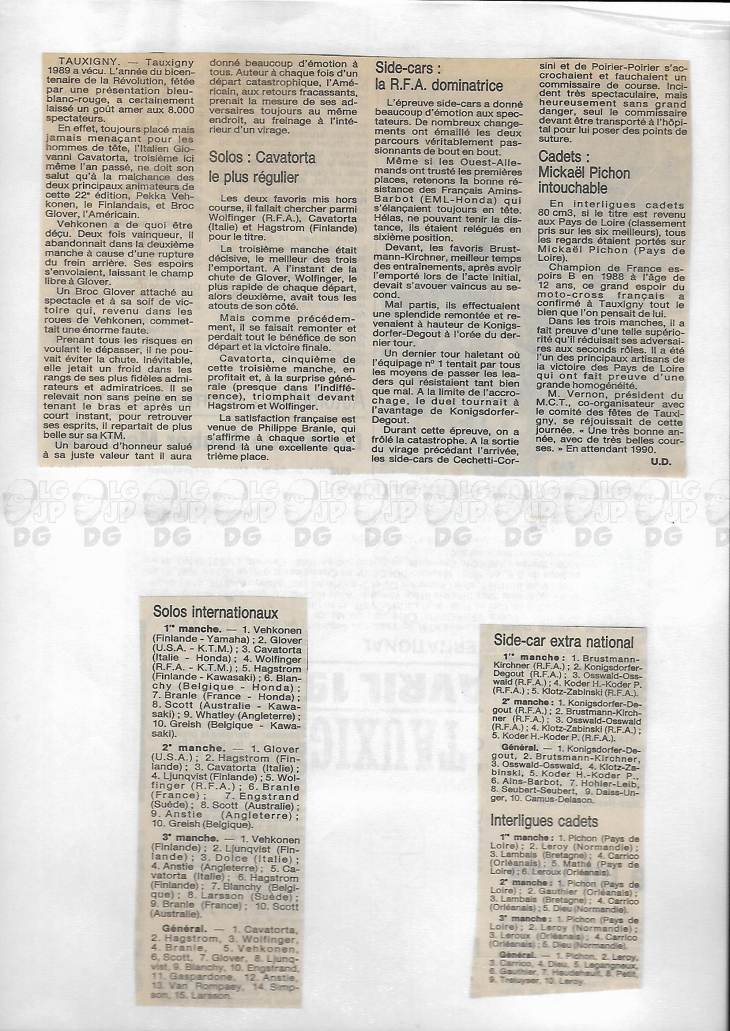 TAUXIGNY. — Tauxigny
1989 a vécu. L'année du bicen-
tenaire de la Révolution, fêtée
par une présentation bleu-
blanc-rouge, a certainement
laissé un goût amer aux 8.000
spectateurs.
En effet, toujours placé mais
jamais menaçant pour les
hommes de tête, l'Italien Gio-
vanni Cavatorta, troisième ici
même l'an passé, ne doit son
salut qu'à la malchance des
deux principaux animateurs de
cette 22e édition, Pekka Veh-
konen, le Finlandais, et Broc
Glover, l'Américain.
Vehkonen a de quoi être
déçu. Deux fois vainqueur, il
abandonnait dans la deuxième
manche à cause d'une rupture
du frein arrière. Ses espoirs
s'envolaient, laissant le champ
libre à Glover.
Un Broc Glover attaché au
spectacle et à sa soif de vic-
toire qui, revenu dans les
roues de Vehkonen, commet-
tait une énorme faute.
Prenant tous les risques en
voulant le dépasser, il ne pou-
vait éviter la chute. Inévitable,
elle jetait un froid dans les
rangs de ses plus fidèles admi-
rateurs et admiratrices. Il se
relevait non sans peine en se
tenant le bras et après un
court instant, pour retrouver
ses esprits, il repartait de plus
belle sur sa KTM.
Un baroud d'honneur salué
à sa juste valeur tant il aura
donné beaucoup d'émotion à
tous. Auteur à chaque fois d'un
départ catastrophique, l'Amé-
ricain, aux retours fracassants,
prenait la mesure de ses ad-
versaires toujours au même
endroit, au freinage à l'inté-
rieur d'un virage.
Solos : Cavatorta
le plus régulier
Les deux favoris mis hors
course, il fallait chercher parmi
Wolfinger (R.F.A.), Cavatorta
(Italie) et Hagstrom (Finlande)
pour le titre.
La troisième manche était
décisive, le meilleur des trois
l'emportant. A l'instant de la
chute de Glover, Wolfinger, le
plus rapide de chaque départ,
alors deuxième, avait tous les
atouts de son côté.
Mais comme précédem-
ment, il se faisait remonter et
perdait tout le bénéfice de son
départ et la victoire finale.
Cavatorta, cinquième de
cette troisième manche, en
profitait et, à la surprise géné-
rale (presque dans l'indiffé-
rence), triomphait devant
Hagstrom et Wolfinger.
La satisfaction française est
venue de Philippe Branle, qui
s'affirme à chaque sortie et
prend là une excellente qua-
trième place.
Side-cars :
la R.F.A. dominatrice
L'épreuve side-cars a donné
beaucoup d'émotion aux spec-
tateurs. De nombreux change-
ments ont émaillé les deux
parcours véritablement pas-
sionnants de bout en bout.
Même si les Ouest-Alle-
mands ont trusté les premières
places, retenons la bonne ré-
sistance des Français Amins-
Barbot (EML-Honda) qui
s'élançaient toujours en tête.
Hélas, ne pouvant tenir la dis-
tance, ils étaient relégués en
sixième position.
Devant, les favoris Brust-
mann-Kirchner, meilleur temps
des entraînements, après avoir
l'emporté lors de l'acte initial,
devait s'avouer vaincus au se-
cond.
Mal partis, ils effectuaient
une splendide remontée et re-
venaient à hauteur de Konigs-
dorfer-Degout à l'orée du der-
nier tour.
Un dernier tour haletant où
l'équipage n° 1 tentait par tous
les moyens de passer les lea-
ders qui résistaient tant bien
que mal. A la limite de l'accro-
chage, le duel tournait à
l'avantage de Konigsdorfer-
Degout.
Durant cette épreuve, on a
frôlé la catastrophe. A la sortie
du virage précédant l'arrivée,
les side-cars de Cechetti-Cor-
sini et de Poirier-Poirier s'ac-
crochaient et fauchaient un
commissaire de course. Inci-
dent très spectaculaire, mais
heureusement sans grand
danger, seul le commissaire
devant être transporté à l'hôpi-
tal pour lui poser des points de
suture.
Cadets :
Mickaël Pichon
intouchable
En interligues cadets
80 cm3, si le titre est revenu
aux Pays de Loire (classement
pris sur les six meilleurs), tous
les regards étaient portés sur
Mickaël Pichon (Pays de
Loire).
Champion de France es-
poirs B en 1988 à l'âge de
12 ans, ce grand espoir du
moto-cross français a
confirmé à Tauxigny tout le
bien que l'on pensait de lui.
Dans les trois manches, il a
fait preuve d'une telle supério-
rité qu'il réduisait ses adversai-
res aux seconds rôles. Il a été
l'un des principaux artisans de
la victoire des Pays de Loire
qui ont fait preuve d'une
grande homogénéité.
M. Vernon, président du
M.C.T., co-organisateur avec
le comité des fêtes de Tauxi-
gny, se réjouissait de cette
journée. « Une très bonne an-
née, avec de très belles cour-
ses. » En attendant 1990.
U.D.
LG JP DG
Solos internationaux
1re manche. — 1. Vehkonen
(Finlande - Yamaha) ; 2. Glover
(U.S.A. - K.T.M.) ; 3. Cavatorta
(Italie - Honda) ; 4. Wolfinger
(R.F.A. - K.T.M.) ; 5. Hagstrom
(Finlande - Kawasaki) ; 6. Blan-
chy (Belgique - Honda) ;
7. Branle (France - Honda) ;
8. Scott (Australie - Kawa-
saki) ; 9. Whatley (Angleterre) ;
10. Greish (Belgique - Kawa-
saki).
2e manche. — 1. Glover
(U.S.A.) ; 2. Hagstrom (Fin-
lande) ; 3. Cavatorta (Italie) ;
4. Ljunqvist (Finlande) ; 5. Wol-
finger (R.F.A.) ; 6. Branle
(France) ; 7. Engstrand
(Suède) ; 8. Scott (Australie) ;
9. Anstie (Angleterre) ;
10. Greish (Belgique).
3e manche. — 1. Vehkonen
(Finlande) ; 2. Ljunqvist (Fin-
lande) ; 3. Dolce (Italie) ;
4. Anstie (Angleterre) ; 5. Ca-
vatorta (Italie) ; 6. Hagstrom
(Finlande) ; 7. Blanchy (Belgi-
que) ; 8. Larsson (Suède) ;
9. Branle (France) ; 10. Scott
(Australie).
Général. — 1. Cavatorta,
2. Hagstrom, 3. Wolfinger,
4. Branle, 5. Vehkonen,
6. Scott, 7. Glover, 8. Ljunq-
vist, 9. Blanchy, 10. Engstrand,
11. Gaspardone, 12. Anstie,
13. Van Rompaey, 14. Simp-
son, 15. Larsson.
Side-car extra national
1re manche : 1. Brustmann-
Kirchner (R.F.A.) ; 2. Konigsdorfer-
Degout (R.F.A.) ; 3. Osswald-Oss-
wald (R.F.A.) ; 4. Koder H.-Koder P.
(R.F.A.) ; 5. Klotz-Zabinski (R.F.A.).
2e manche : 1. Konigsdorfer-De-
gout (R.F.A.) ; 2. Brustmann-Kirch-
ner (R.F.A.) ; 3. Osswald-Osswald
(R.F.A.) ; 4. Klotz-Zabinski (R.F.A.) ;
5. Koder H.-Koder P. (R.F.A.).
Général. — 1. Konigsdorfer-De-
gout, 2. Brutsmann-Kirchner,
3. Osswald-Osswald, 4. Klotz-Za-
binski, 5. Koder H.-Koder P.,
6. Ains-Barbot, 7. Hohler-Leib,
8. Seubert-Seubert, 9. Daiss-Un-
ger, 10. Camus-Delason.
Interligues cadets
1re manche : 1. Pichon (Pays de
Loire) ; 2. Leroy (Normandie) ;
3. Lambais (Bretagne) ; 4. Carrico
(Orléanais) ; 5. Mathé (Pays de
Loire) ; 6. Leroux (Orléanais).
2e manche : 1. Pichon (Pays de
Loire) ; 2. Gauthier (Orléanais) ;
3. Lambais (Bretagne) ; 4. Carrico
(Orléanais) ; 5. Dieu (Normandie).
3e manche : 1. Pichon (Pays de
Loire) ; 2. Leroy (Normandie) ;
3. Leroux (Orléanais) ; 4. Carrico
(Orléanais) ; 5. Dieu (Normandie).
Général. — 1. Pichon, 2. Leroy,
3. Carrico, 4. Dieu, 5. Legangneux,
6. Gauthier, 7. Haudehault, 8. Petit,
9. Treluyser, 10. Leroy.